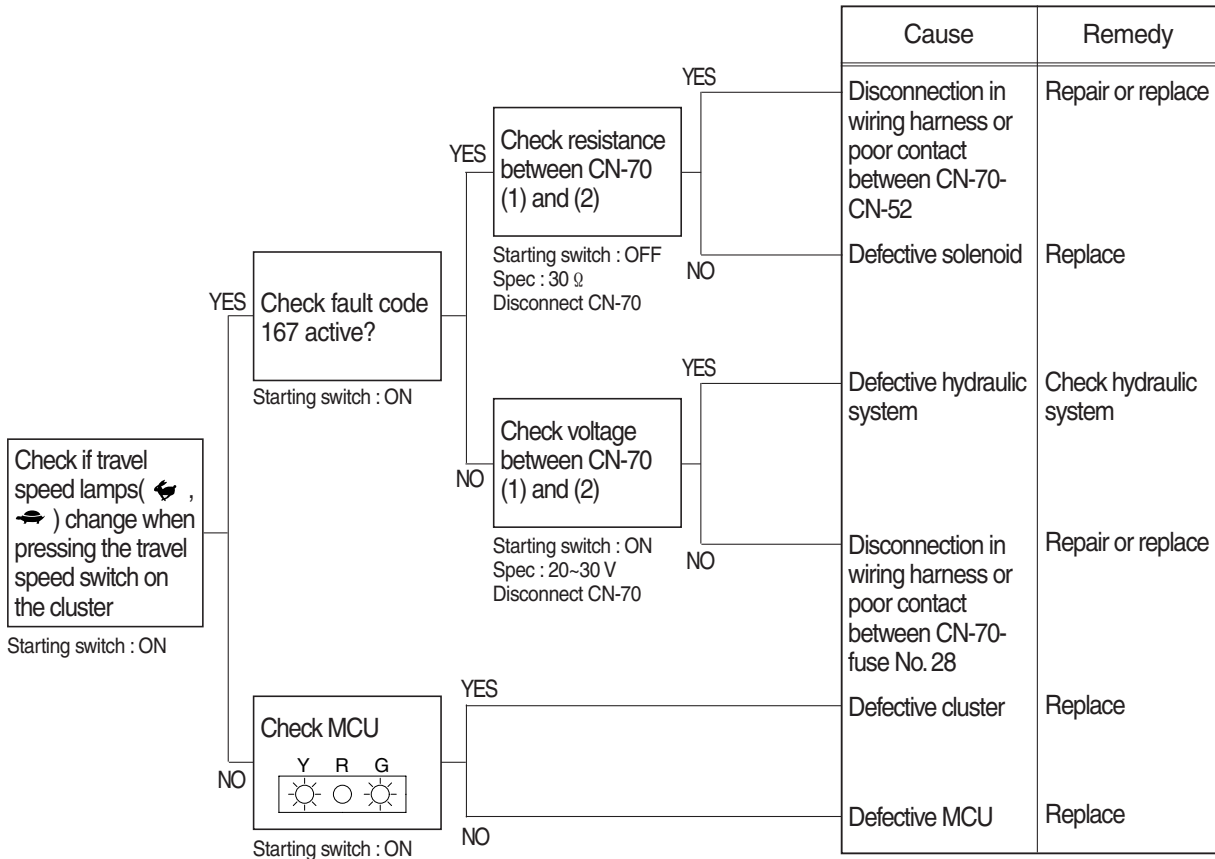 Cause
Remedy
YES
Disconnection in
wiring harness or
poor contact
between CN-70-
CN-52
Repair or replace
YES
Check resistance
between CN-70
(1) and (2)
Starting switch : OFF
Spec : 30 Ω
Disconnect CN-70
NO
Defective solenoid
Replace
YES
Check fault code
167 active?
Starting switch : ON
YES
Defective hydraulic
system
Check hydraulic
system
Check voltage
between CN-70
(1) and (2)
NO
Starting switch : ON
Spec : 20~30 V
Disconnect CN-70
NO
Disconnection in
wiring harness or
poor contact
between CN-70-
fuse No. 28
Repair or replace
Check if travel
speed lamps( ,
) change when
pressing the travel
speed switch on
the cluster
Starting switch : ON
YES
Defective cluster
Replace
Check MCU
Y R G
NO
Starting switch : ON
NO
Defective MCU
Replace